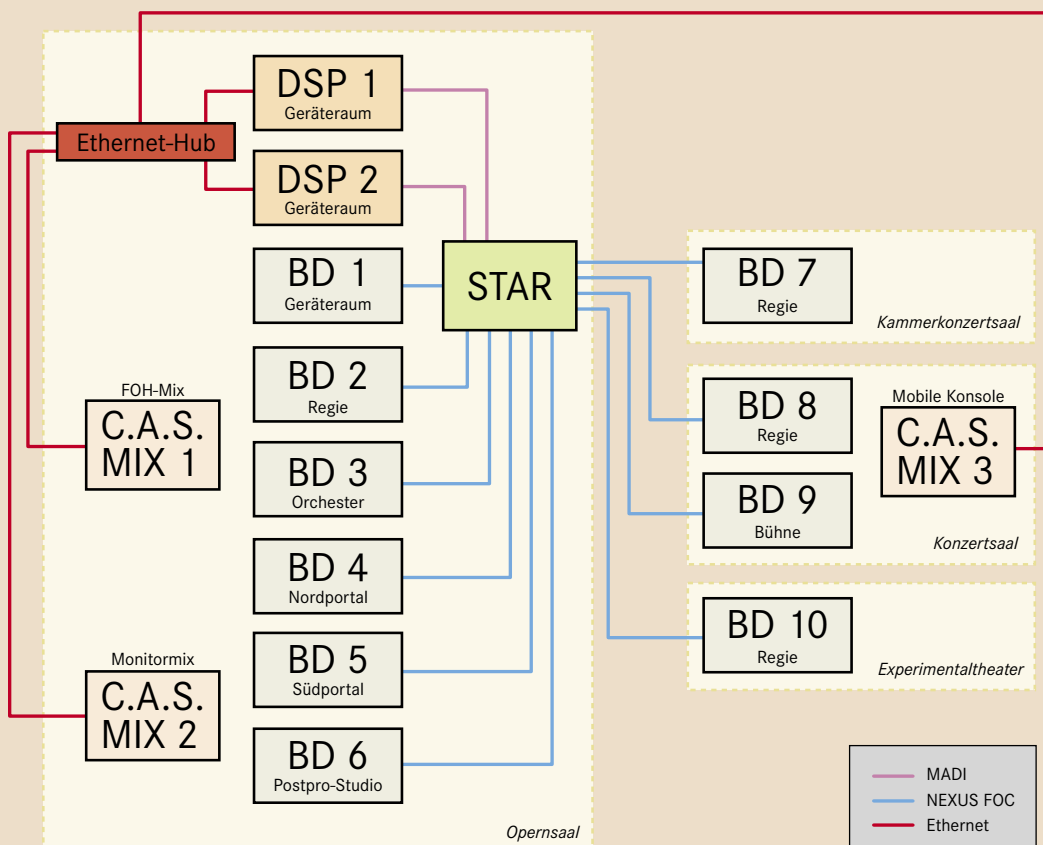 DSP 1
Geräteraum
Ethernet-Hub
DSP 2
Geräteraum
BD 1
Geräteraum
STAR
BD 2
Regie
FOH-Mix
C.A.S.
MIX 1
BD 3
Orchester
BD 4
Nordportal
BD 5
Südportal
Monitormix
C.A.S.
MIX 2
BD 6
Postpro-Studio
Opernsaal
BD 7
Regie
Kammerkonzertsaal
BD 8
Regie
Mobile Konsole
C.A.S.
MIX 3
BD 9
Bühne
Konzertsaal
BD 10
Regie
Experimentaltheater
MADI
NEXUS FOC
Ethernet